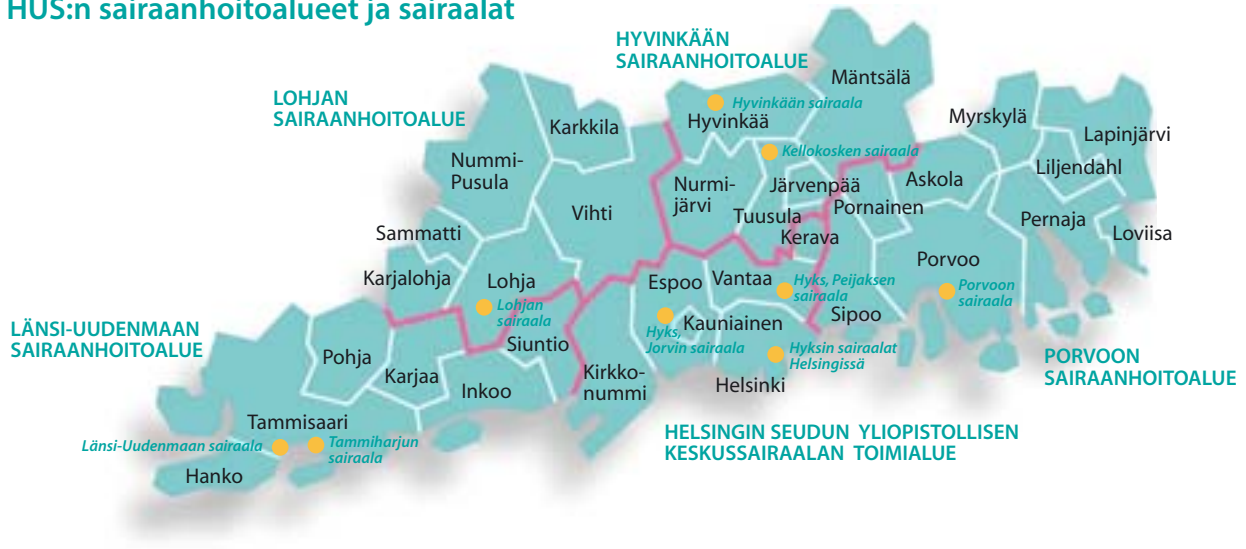 HUS:n sairaanhoitoalueet ja sairaalat
HYVINKÄÄN
SAIRAANHOITOALUE
Mäntsälä
LOHJAN
SAIRAANHOITOALUE
Hyvinkään sairaala
Hyvinkää
Karkkila
Myrskylä
Lapinjärvi
Kellokosken sairaala
Nummi-
Pusula
Liljendahl
Askola
Nurmi-
järvi
Järvenpää
Pornainen
Vihti
Tuusula
Pernaja
Sammatti
Kerava
Loviisa
Karjalohja
Lohja
Espoo
Vantaa
Porvoo
Hyks, Peijaksen
sairaala
Porvoon
sairaala
Lohjan
sairaala
Sipoo
LÄNSI-UUDENMAAN
SAIRAANHOITOALUE
Kauniainen
Hyks,
Jorvin sairaala
Siuntio
Hyksin sairaalat
Helsingissä
Pohja
PORVOON
SAIRAANHOITOALUE
Karjaa
Kirkko-
nummi
Inkoo
Helsinki
Tammisaari
HELSINGIN SEUDUN YLIOPISTOLLISEN
KESKUSSAIRAALAN TOIMIALUE
Länsi-Uudenmaan sairaala
Tammiharjun
sairaala
Hanko